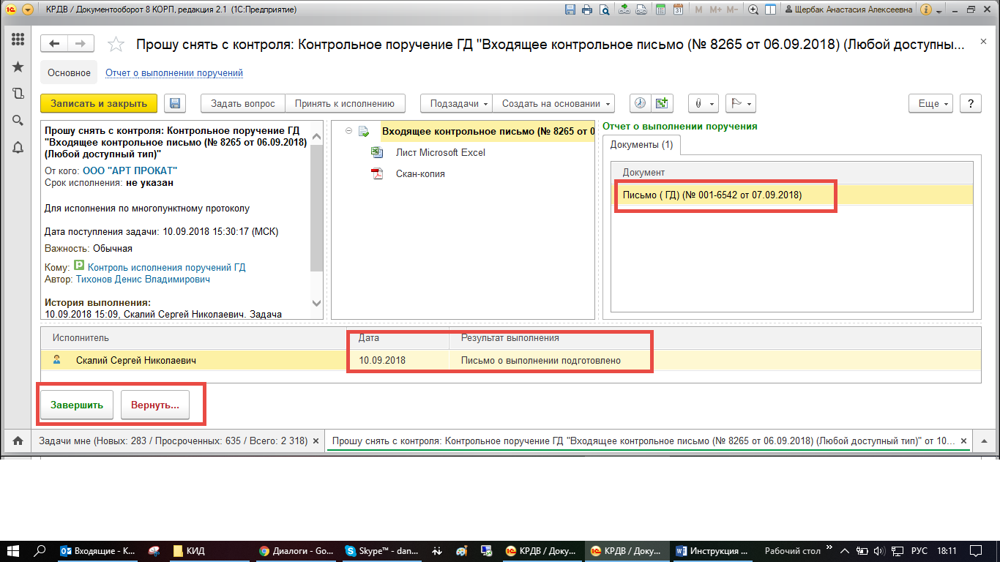 КРДВ / Документооборот 8 КОРП, редакция 2.1 (1С:Предприятие)
M M+ M-
Щербак Анастасия Алексеевна
Прошу снять с контроля: Контрольное поручение ГД "Входящее контрольное письмо (№ 8265 от 06.09.2018) (Любой доступны...
Основное
Отчет о выполнении поручений
Записать и закрыть
Задать вопрос
Принять к исполнению
Подзадачи
Создать на основании
Еще
?
Прошу снять с контроля: Контрольное поручение ГД
"Входящее контрольное письмо (№ 8265 от 06.09.2018)
(Любой доступный тип)"
От кого: ООО "АРТ ПРОКАТ"
Срок исполнения: не указан
Для исполнения по многопунктному протоколу
Дата поступления задачи: 10.09.2018 15:30:17 (МСК)
Важность: Обычная
Кому: Контроль исполнения поручений ГД
Автор: Тихонов Денис Владимирович
История выполнения:
10.09.2018 15:09, Скалий Сергей Николаевич. Задача
Входящее контрольное письмо (№ 8265 от 0
Лист Microsoft Excel
Скан-копия
Отчет о выполнении поручения
Документы (1)
Документ
Письмо ( ГД) (№ 001-6542 от 07.09.2018)
Исполнитель
Дата
Результат выполнения
Скалий Сергей Николаевич
10.09.2018
Письмо о выполнении подготовлено
Завершить
Вернуть...
Задачи мне (Новых: 283 / Просроченных: 635 / Всего: 2 318)
Прошу снять с контроля: Контрольное поручение ГД "Входящее контрольное письмо (№ 8265 от 06.09.2018) (Любой доступный тип)" от 10...
Входящие - К...
КИД
Диалоги - Go...
Skype™ - dan...
КРДВ / Доку...
КРДВ / Доку...
Инструкция ...
Рабочий стол
РУС
18:11